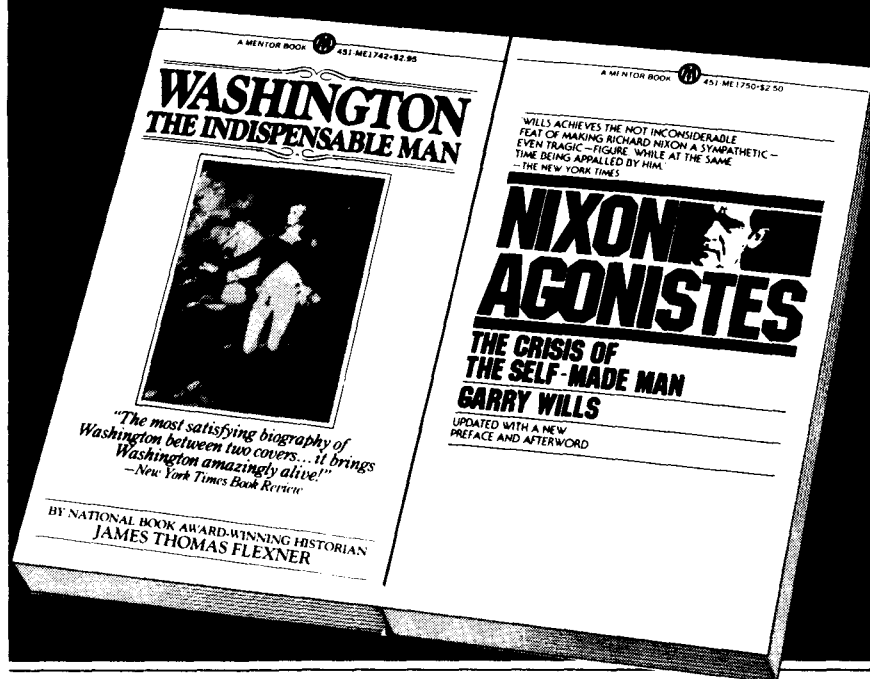 A MENTOR BOOK M 451-ME1742•$2.95
WASHINGTON
THE INDISPENSABLE MAN
"The most satisfying biography of
Washington between two covers... it brings
Washington amazingly alive!"
—New York Times Book Review
BY NATIONAL BOOK AWARD-WINNING HISTORIAN
JAMES THOMAS FLEXNER
A MENTOR BOOK M 451-ME1750•$2.50
'WILLS ACHIEVES THE NOT INCONSIDERABLE
FEAT OF MAKING RICHARD NIXON A SYMPATHETIC—
EVEN TRAGIC—FIGURE WHILE AT THE SAME
TIME BEING APPALLED BY HIM.'
—THE NEW YORK TIMES
NIXON
AGONISTES
THE CRISIS OF
THE SELF-MADE MAN
GARRY WILLS
UPDATED WITH A NEW
PREFACE AND AFTERWORD